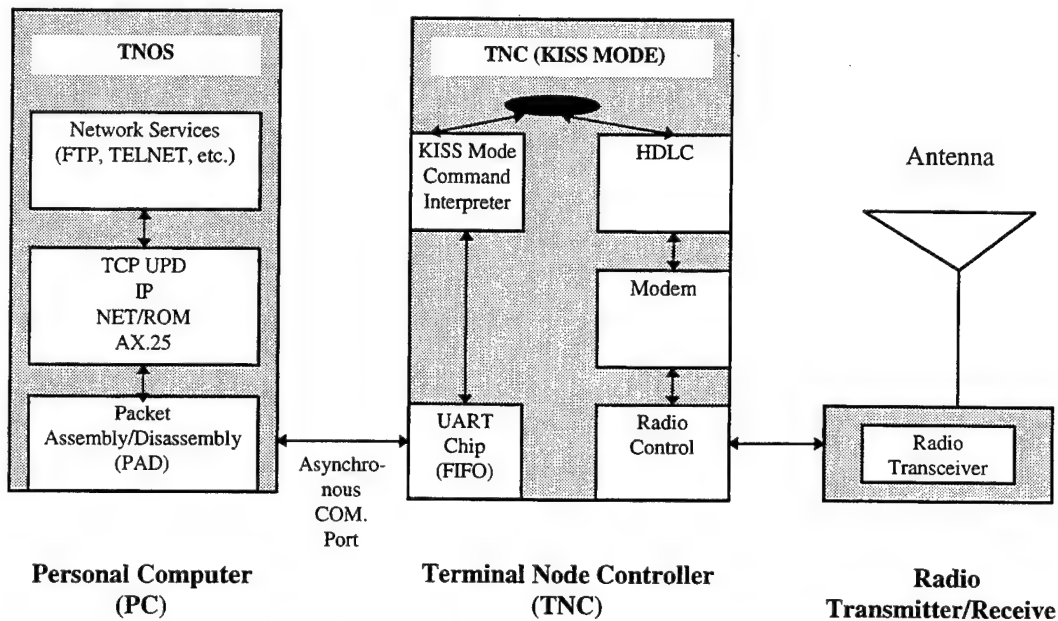 TNOS
Network Services
(FTP, TELNET, etc.)
TCP UPD
IP
NET/ROM
AX.25
Packet
Assembly/Disassembly
(PAD)
Asynchro-
nous
COM.
Port
Personal Computer
(PC)
TNC (KISS MODE)
KISS Mode
Command
Interpreter
HDLC
Modem
UART
Chip
(FIFO)
Radio
Control
Terminal Node Controller
(TNC)
Antenna
Radio
Transceiver
Radio
Transmitter/Receive